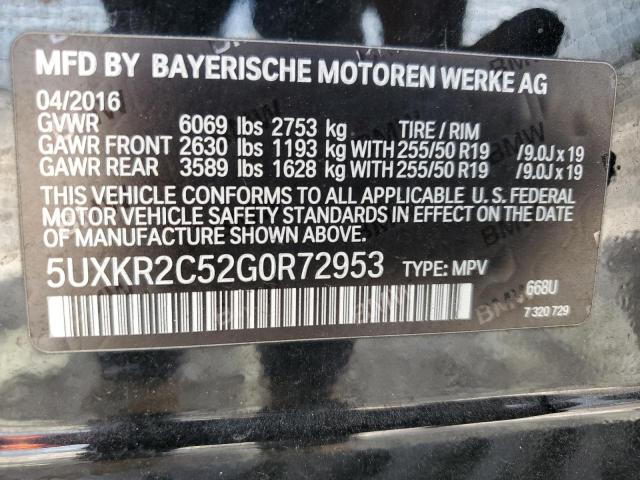 MFD BY BAYERISCHE MOTOREN WERKE AG
04/2016
GVWR 6069 lbs 2753 kg TIRE / RIM
GAWR FRONT 2630 lbs 1193 kg WITH 255/50 R19 /9.0J x 19
GAWR REAR 3589 lbs 1628 kg WITH 255/50 R19 /9.0J x 19
THIS VEHICLE CONFORMS TO ALL APPLICABLE U. S. FEDERAL
MOTOR VEHICLE SAFETY STANDARDS IN EFFECT ON THE DATE
OF MANUFACTURE SHOWN ABOVE.
5UXKR2C52G0R72953 TYPE: MPV
668U
7 320 729